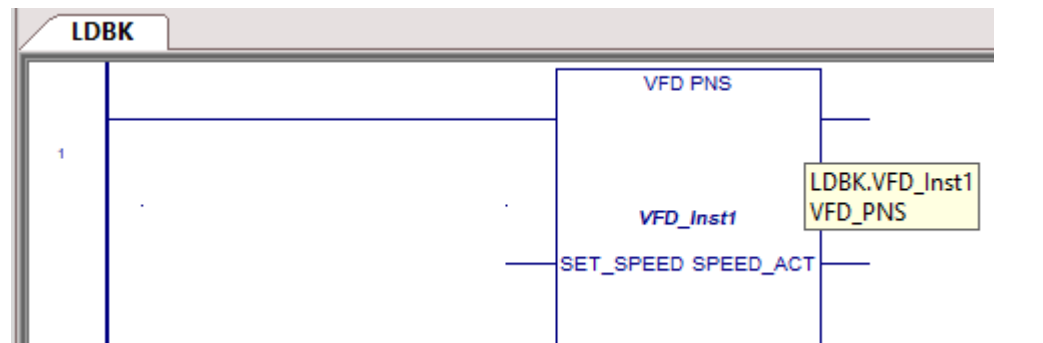 LDBK
VFD PNS
1
LDBK.VFD_Inst1
VFD_PNS
VFD_Inst1
SET_SPEED SPEED_ACT